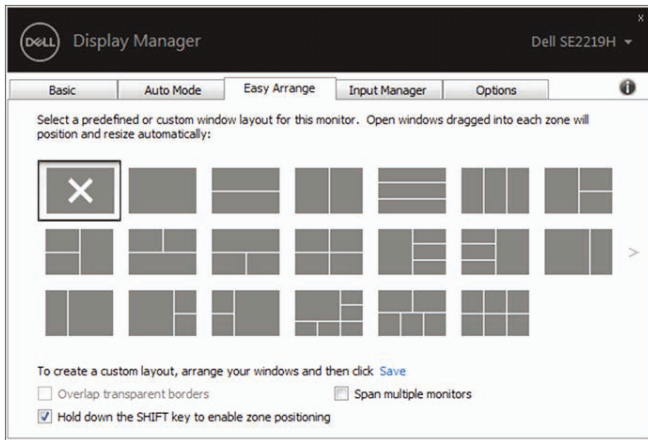 x
DELL Display Manager Dell SE2219H
Basic Auto Mode Easy Arrange Input Manager Options i
Select a predefined or custom window layout for this monitor. Open windows dragged into each zone will
position and resize automatically:
>
To create a custom layout, arrange your windows and then click Save
Overlap transparent borders Span multiple monitors
Hold down the SHIFT key to enable zone positioning